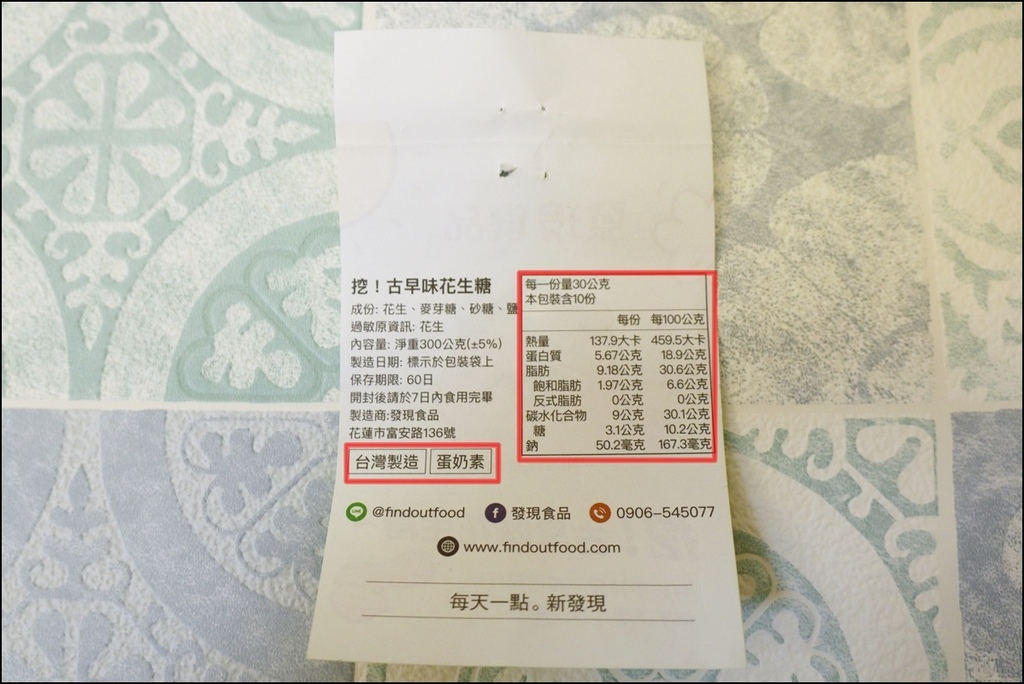 挖！古早味花生糖
成份: 花生、麥芽糖、砂糖、鹽
過敏原資訊: 花生
內容量: 淨重300公克(±5%)
製造日期: 標示於包裝袋上
保存期限: 60日
開封後請於7日內食用完畢
製造商:發現食品
花蓮市富安路136號
台灣製造 蛋奶素
每一份量30公克
本包裝含10份
每份 每100公克
熱量 137.9大卡 459.5大卡
蛋白質 5.67公克 18.9公克
脂肪 9.18公克 30.6公克
飽和脂肪 1.97公克 6.6公克
反式脂肪 0公克 0公克
碳水化合物 9公克 30.1公克
糖 3.1公克 10.2公克
鈉 50.2毫克 167.3毫克
LINE @findoutfood f 發現食品 0906-545077
www.findoutfood.com
每天一點。新發現